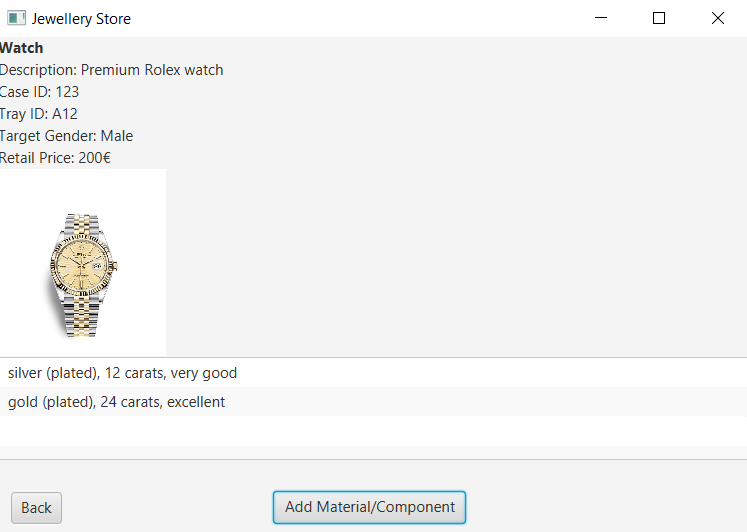 Jewellery Store
Watch
Description: Premium Rolex watch
Case ID: 123
Tray ID: A12
Target Gender: Male
Retail Price: 200€
silver (plated), 12 carats, very good
gold (plated), 24 carats, excellent
Back
Add Material/Component